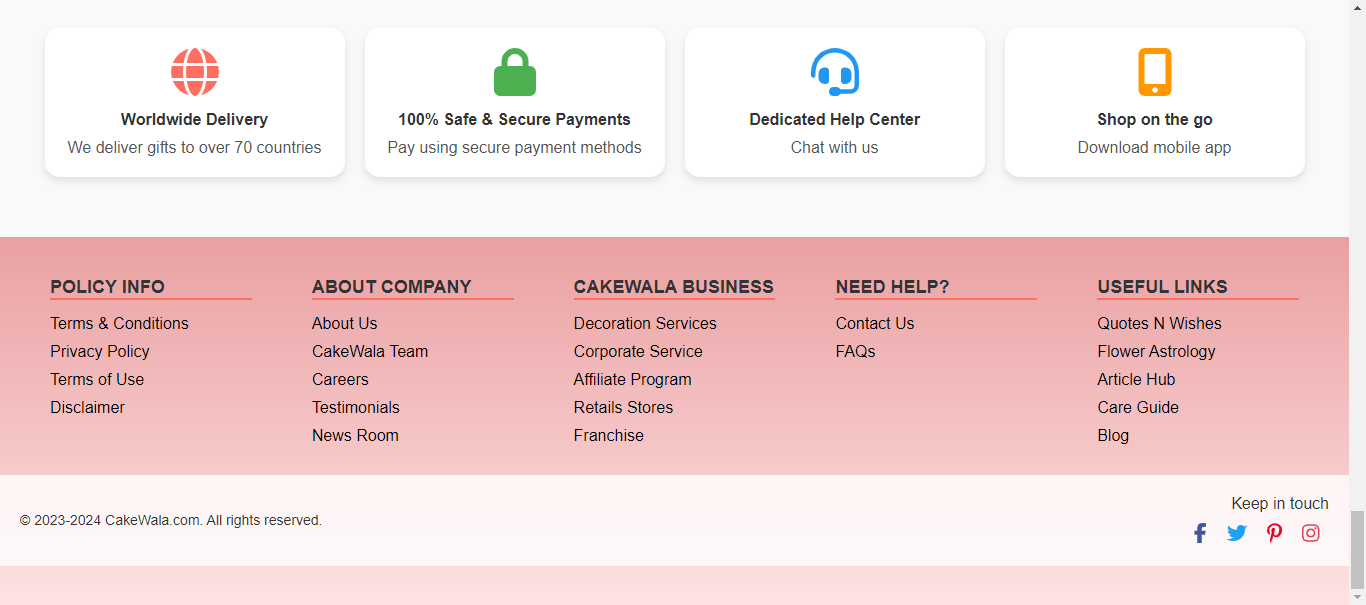 Worldwide Delivery
We deliver gifts to over 70 countries
100% Safe & Secure Payments
Pay using secure payment methods
Dedicated Help Center
Chat with us
Shop on the go
Download mobile app
POLICY INFO
Terms & Conditions
Privacy Policy
Terms of Use
Disclaimer
ABOUT COMPANY
About Us
CakeWala Team
Careers
Testimonials
News Room
CAKEWALA BUSINESS
Decoration Services
Corporate Service
Affiliate Program
Retails Stores
Franchise
NEED HELP?
Contact Us
FAQs
USEFUL LINKS
Quotes N Wishes
Flower Astrology
Article Hub
Care Guide
Blog
© 2023-2024 CakeWala.com. All rights reserved.
Keep in touch